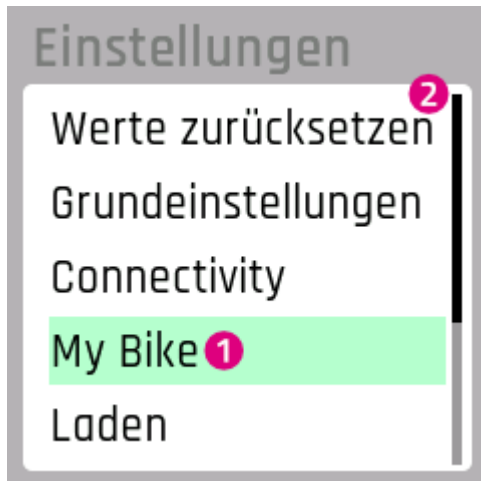 Einstellungen
2
Werte zurücksetzen
Grundeinstellungen
Connectivity
My Bike 1
Laden